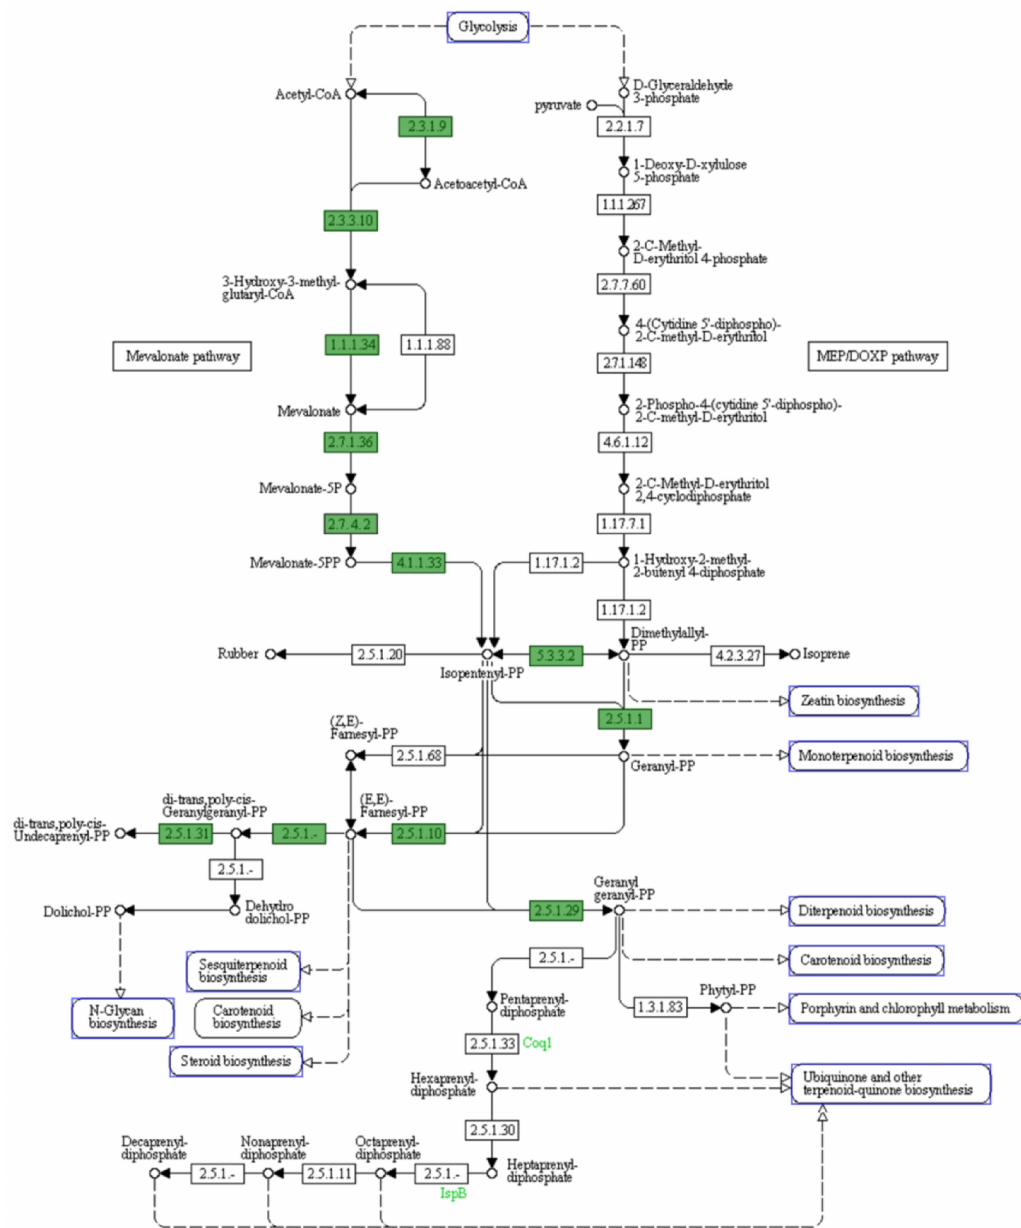 Glycolysis
Acetyl-CoA
D-Glyceraldehyde
3-phosphate
pyruvate
2.3.1.9
2.2.1.7
1-Deoxy-D-xylulose
5-phosphate
Acetoacetyl-CoA
1.1.1.267
2.3.3.10
2-C-Methyl-
D-erythritol 4-phosphate
3-Hydroxy-3-methyl-
glutaryl-CoA
2.7.7.60
4-(Cytidine 5'-diphospho)-
2-C-methyl-D-erythritol
Mevalonate pathway
1.1.1.34
1.1.1.88
2.7.1.148
MEP/DOXP pathway
Mevalonate
2-Phospho-4-(cytidine 5'-diphospho)-
2-C-methyl-D-erythritol
2.7.1.36
4.6.1.12
Mevalonate-5P
2-C-Methyl-D-erythritol
2,4-cyclodiphosphate
2.7.4.2
1.17.7.1
Mevalonate-5PP
4.1.1.33
1.17.1.2
1-Hydroxy-2-methyl-
2-butenyl 4-diphosphate
1.17.1.2
Dimethylallyl-
PP
Rubber
2.5.1.20
5.3.3.2
4.2.3.27
Isoprene
Isopentenyl-PP
Zeatin biosynthesis
2.5.1.1
(Z,E)-
Farnesyl-PP
2.5.1.68
Geranyl-PP
Monoterpenoid biosynthesis
di-trans,poly-cis-
Geranylgeranyl-PP
(E,E)-
Farnesyl-PP
di-trans,poly-cis-
Undecaprenyl-PP
2.5.1.31
2.5.1.-
2.5.1.10
2.5.1.-
Dolichol-PP
Dehydro
dolichol-PP
Geranyl
geranyl-PP
2.5.1.29
Diterpenoid biosynthesis
Sesquiterpenoid
biosynthesis
2.5.1.-
Carotenoid biosynthesis
N-Glycan
biosynthesis
Carotenoid
biosynthesis
Pentaprenyl-
diphosphate
Phytyl-PP
1.3.1.83
Porphyrin and chlorophyll metabolism
Steroid biosynthesis
2.5.1.33
Coq1
Hexaprenyl-
diphosphate
Ubiquinone and other
terpenoid-quinone biosynthesis
2.5.1.30
Decaprenyl-
diphosphate
Nonaprenyl-
diphosphate
Octaprenyl-
diphosphate
Heptaprenyl-
diphosphate
2.5.1.-
2.5.1.11
2.5.1.-
IspB